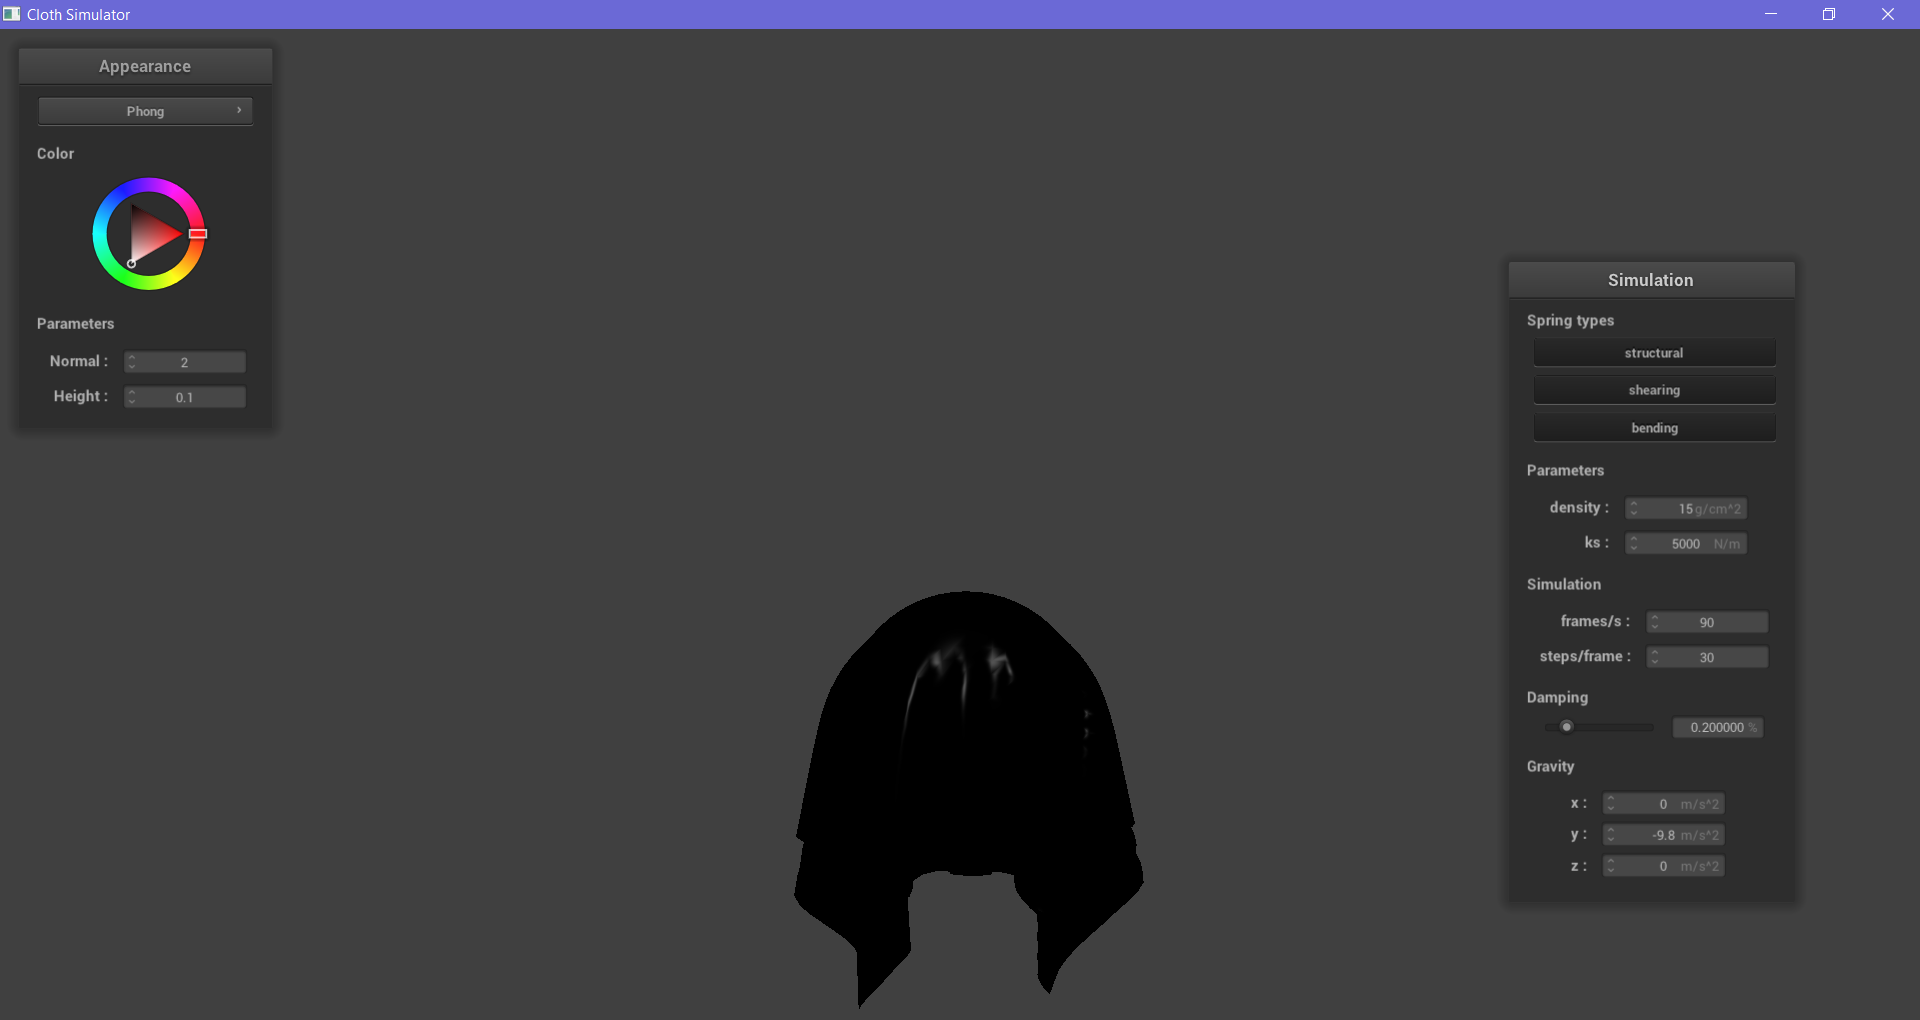 Cloth Simulator
Appearance
Phong
Color
Parameters
Normal : 2
Height : 0.1
Simulation
Spring types
structural
shearing
bending
Parameters
density : 15 g/cm^2
ks : 5000 N/m
Simulation
frames/s : 90
steps/frame : 30
Damping
0.200000 %
Gravity
x : 0 m/s^2
y : -9.8 m/s^2
z : 0 m/s^2